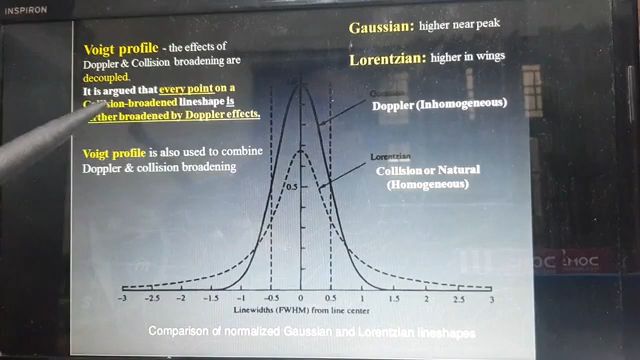 INSPIRON
Gaussian: higher near peak
Voigt profile - the effects of
Doppler & Collision broadening are
decoupled.
It is argued that every point on a
Collision-broadened lineshape is
further broadened by Doppler effects.
Lorentzian: higher in wings
Doppler (Inhomogeneous)
Voigt profile is also used to combine
Doppler & collision broadening
Lorentzian
Collision or Natural
(Homogeneous)
0.5
-3 -2.5 -2 -1.5 -1 -0.5 0 0.5 1 1.5 2 2.5 3
Linewidths (FWHM) from line center
Comparison of normalized Gaussian and Lorentzian lineshapes